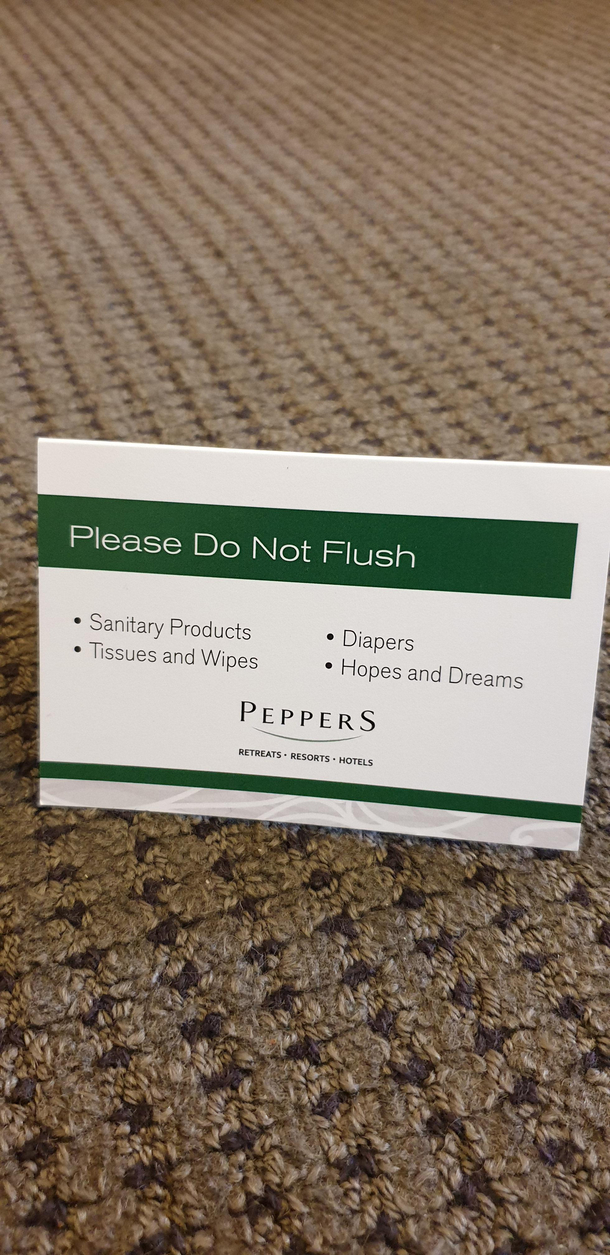 Please Do Not Flush
• Sanitary Products
• Tissues and Wipes
• Diapers
• Hopes and Dreams
PEPPERS
RETREATS • RESORTS • HOTELS